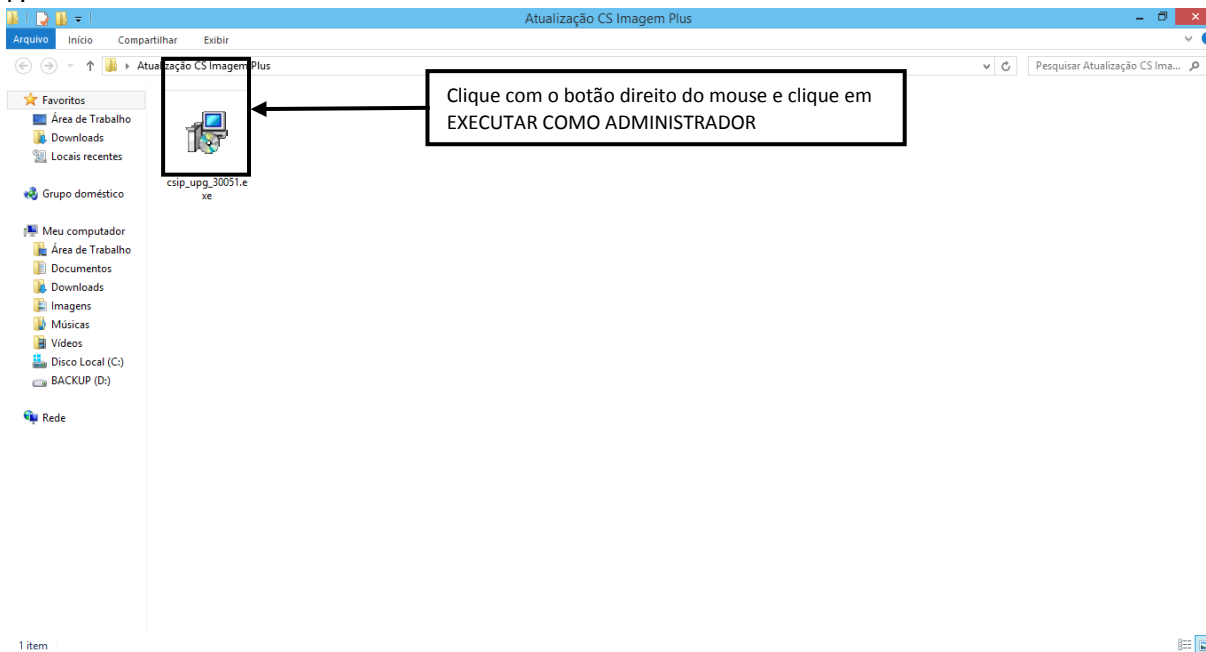 Atualização CS Imagem Plus
Arquivo Início Compartilhar Exibir
Atualização CS Imagem Plus
Pesquisar Atualização CS Ima...
Clique com o botão direito do mouse e clique em
EXECUTAR COMO ADMINISTRADOR
Favoritos
Área de Trabalho
Downloads
Locais recentes
Grupo doméstico
Meu computador
Área de Trabalho
Documentos
Downloads
Imagens
Músicas
Vídeos
Disco Local (C:)
BACKUP (D:)
Rede
csip_upg_30051.e
xe
1 item